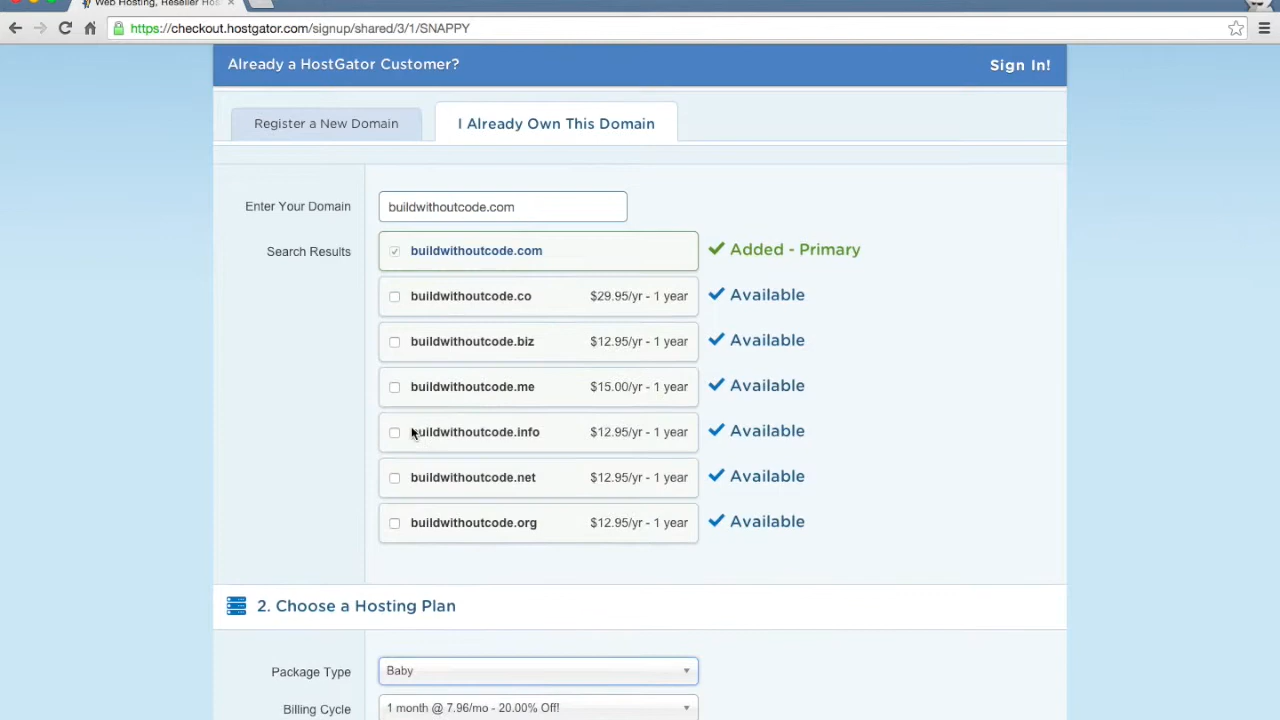 Web Hosting, Reseller Hos
https://checkout.hostgator.com/signup/shared/3/1/SNAPPY
Already a HostGator Customer? Sign In!
Register a New Domain I Already Own This Domain
Enter Your Domain buildwithoutcode.com
Search Results buildwithoutcode.com Added - Primary
buildwithoutcode.co $29.95/yr - 1 year Available
buildwithoutcode.biz $12.95/yr - 1 year Available
buildwithoutcode.me $15.00/yr - 1 year Available
buildwithoutcode.info $12.95/yr - 1 year Available
buildwithoutcode.net $12.95/yr - 1 year Available
buildwithoutcode.org $12.95/yr - 1 year Available
2. Choose a Hosting Plan
Package Type Baby
Billing Cycle 1 month @ 7.96/mo - 20.00% Off!